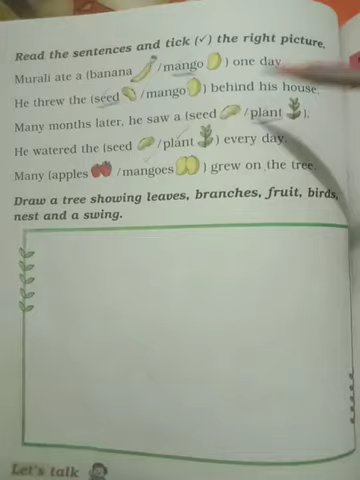 Read the sentences and tick (✓) the right picture.
Murali ate a (banana /mango ) one day.
He threw the (seed /mango ) behind his house.
Many months later, he saw a (seed /plant ).
He watered the (seed /plant ) every day.
Many (apples /mangoes ) grew on the tree.
Draw a tree showing leaves, branches, fruit, birds,
nest and a swing.
Let's talk